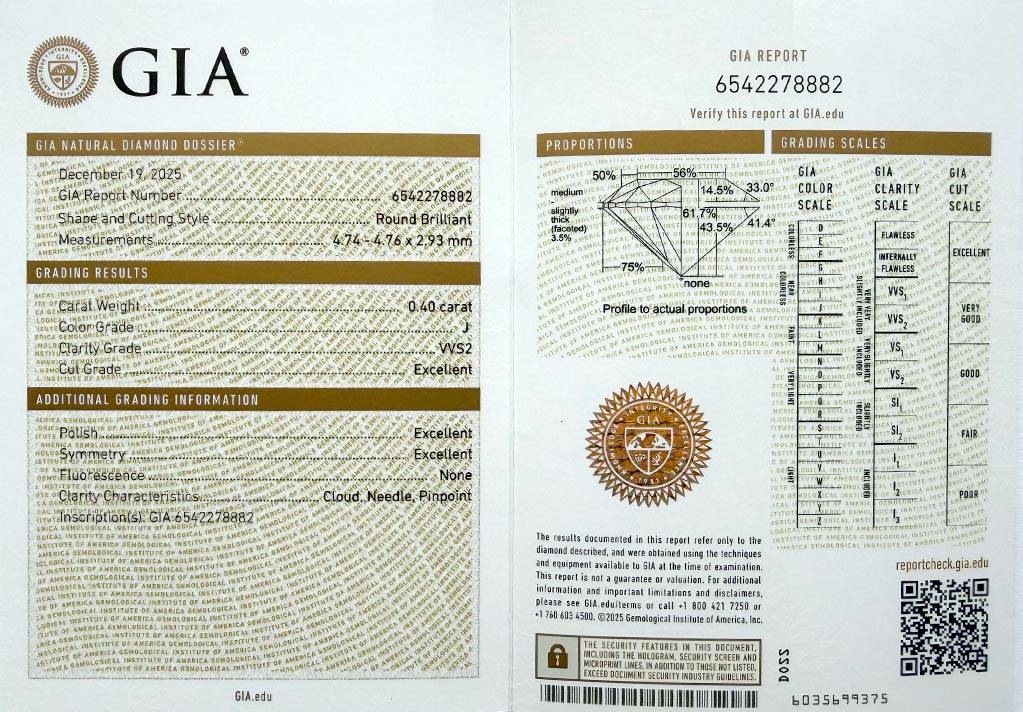 GIA®
GIA NATURAL DIAMOND DOSSIER®
December 19, 2025
GIA Report Number 6542278882
Shape and Cutting Style Round Brilliant
Measurements 4.74 - 4.76 x 2.93 mm
GRADING RESULTS
Carat Weight 0.40 carat
Color Grade J
Clarity Grade VVS2
Cut Grade Excellent
ADDITIONAL GRADING INFORMATION
Polish Excellent
Symmetry Excellent
Fluorescence None
Clarity Characteristics Cloud, Needle, Pinpoint
Inscription(s): GIA 6542278882
GIA.edu
GIA REPORT
6542278882
Verify this report at GIA.edu
PROPORTIONS
50%
56%
medium
-
slightly
thick
(faceted)
3.5%
14.5%
33.0°
61.7%
43.5%
41.4°
75%
none
Profile to actual proportions
GIA
1931
The results documented in this report refer only to the
diamond described, and were obtained using the techniques
and equipment available to GIA at the time of examination.
This report is not a guarantee or valuation. For additional
information and important limitations and disclaimers,
please see GIA.edu/terms or call +1 800 421 7250 or
+1 760 603 4500. ©2025 Gemological Institute of America, Inc.
THE SECURITY FEATURES IN THIS DOCUMENT,
INCLUDING THE HOLOGRAM, SECURITY SCREEN AND
MICROPRINT LINES, IN ADDITION TO THOSE NOT LISTED,
EXCEED DOCUMENT SECURITY INDUSTRY GUIDELINES.
GRADING SCALES
GIA
COLOR
SCALE
COLORLESS
D
E
F
NEAR COLORLESS
G
H
I
J
FAINT
K
L
M
VERY LIGHT
N
O
P
Q
R
LIGHT
S
T
U
V
W
X
Y
Z
GIA
CLARITY
SCALE
FLAWLESS
INTERNALLY
FLAWLESS
VERY VERY SLIGHTLY INCLUDED
VVS1
VVS2
VERY SLIGHTLY INCLUDED
VS1
VS2
SLIGHTLY INCLUDED
SI1
SI2
INCLUDED
I1
I2
I3
GIA
CUT
SCALE
EXCELLENT
VERY
GOOD
GOOD
FAIR
POOR
reportcheck.gia.edu
DO22
6035699375